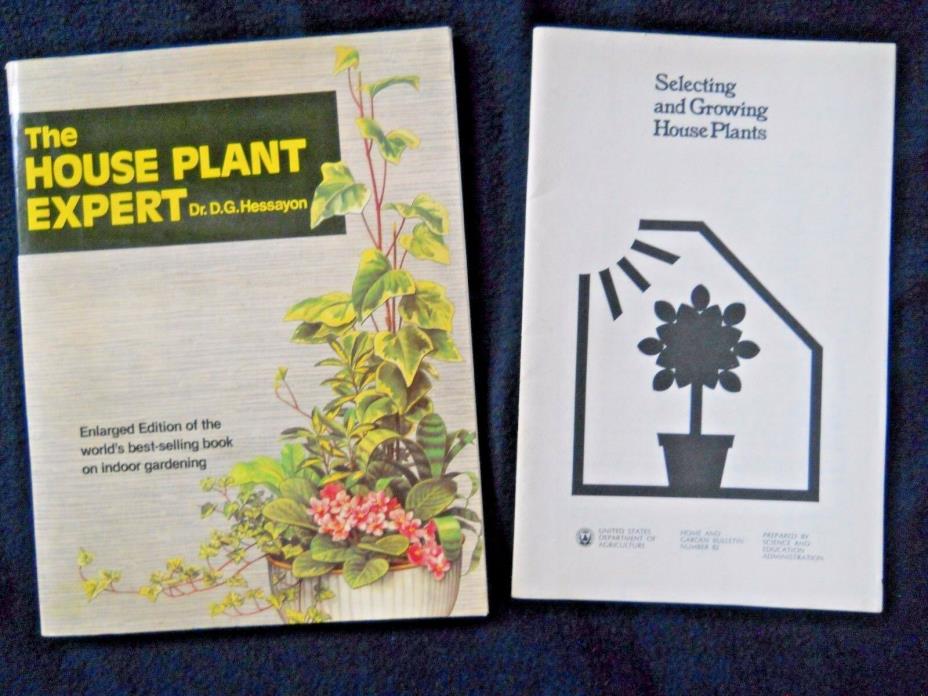 The
HOUSE PLANT
EXPERT Dr. D.G. Hessayon
Enlarged Edition of the
world's best-selling book
on indoor gardening
Selecting
and Growing
House Plants
UNITED STATES
DEPARTMENT OF
AGRICULTURE
HOME AND
GARDEN BULLETIN
NUMBER 82
PREPARED BY
SCIENCE AND
EDUCATION
ADMINISTRATION